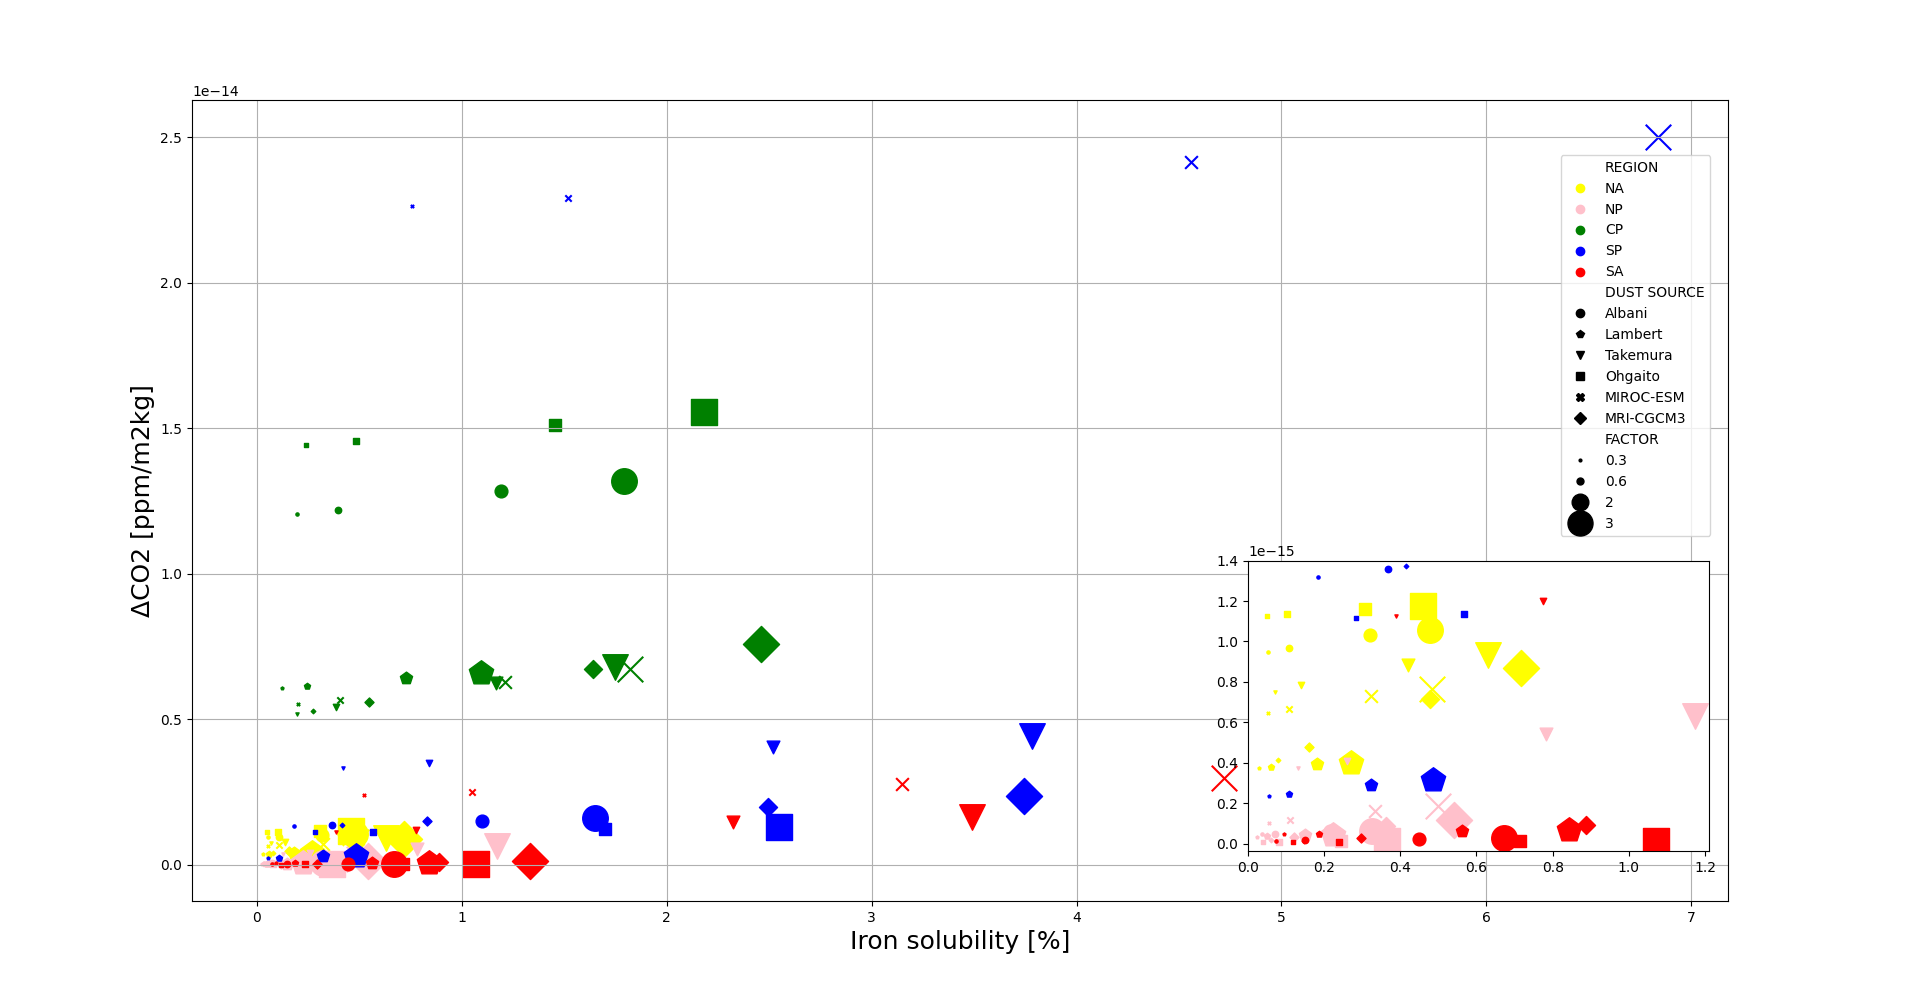 1e−14
2.5
2.0
1.5
1.0
0.5
0.0
ΔCO2 [ppm/m2kg]
0 1 2 3 4 5 6 7
Iron solubility [%]
REGION
NA
NP
CP
SP
SA
DUST SOURCE
Albani
Lambert
Takemura
Ohgaito
MIROC-ESM
MRI-CGCM3
FACTOR
0.3
0.6
2
3
1e−15
1.4
1.2
1.0
0.8
0.6
0.4
0.2
0.0
0.0 0.2 0.4 0.6 0.8 1.0 1.2